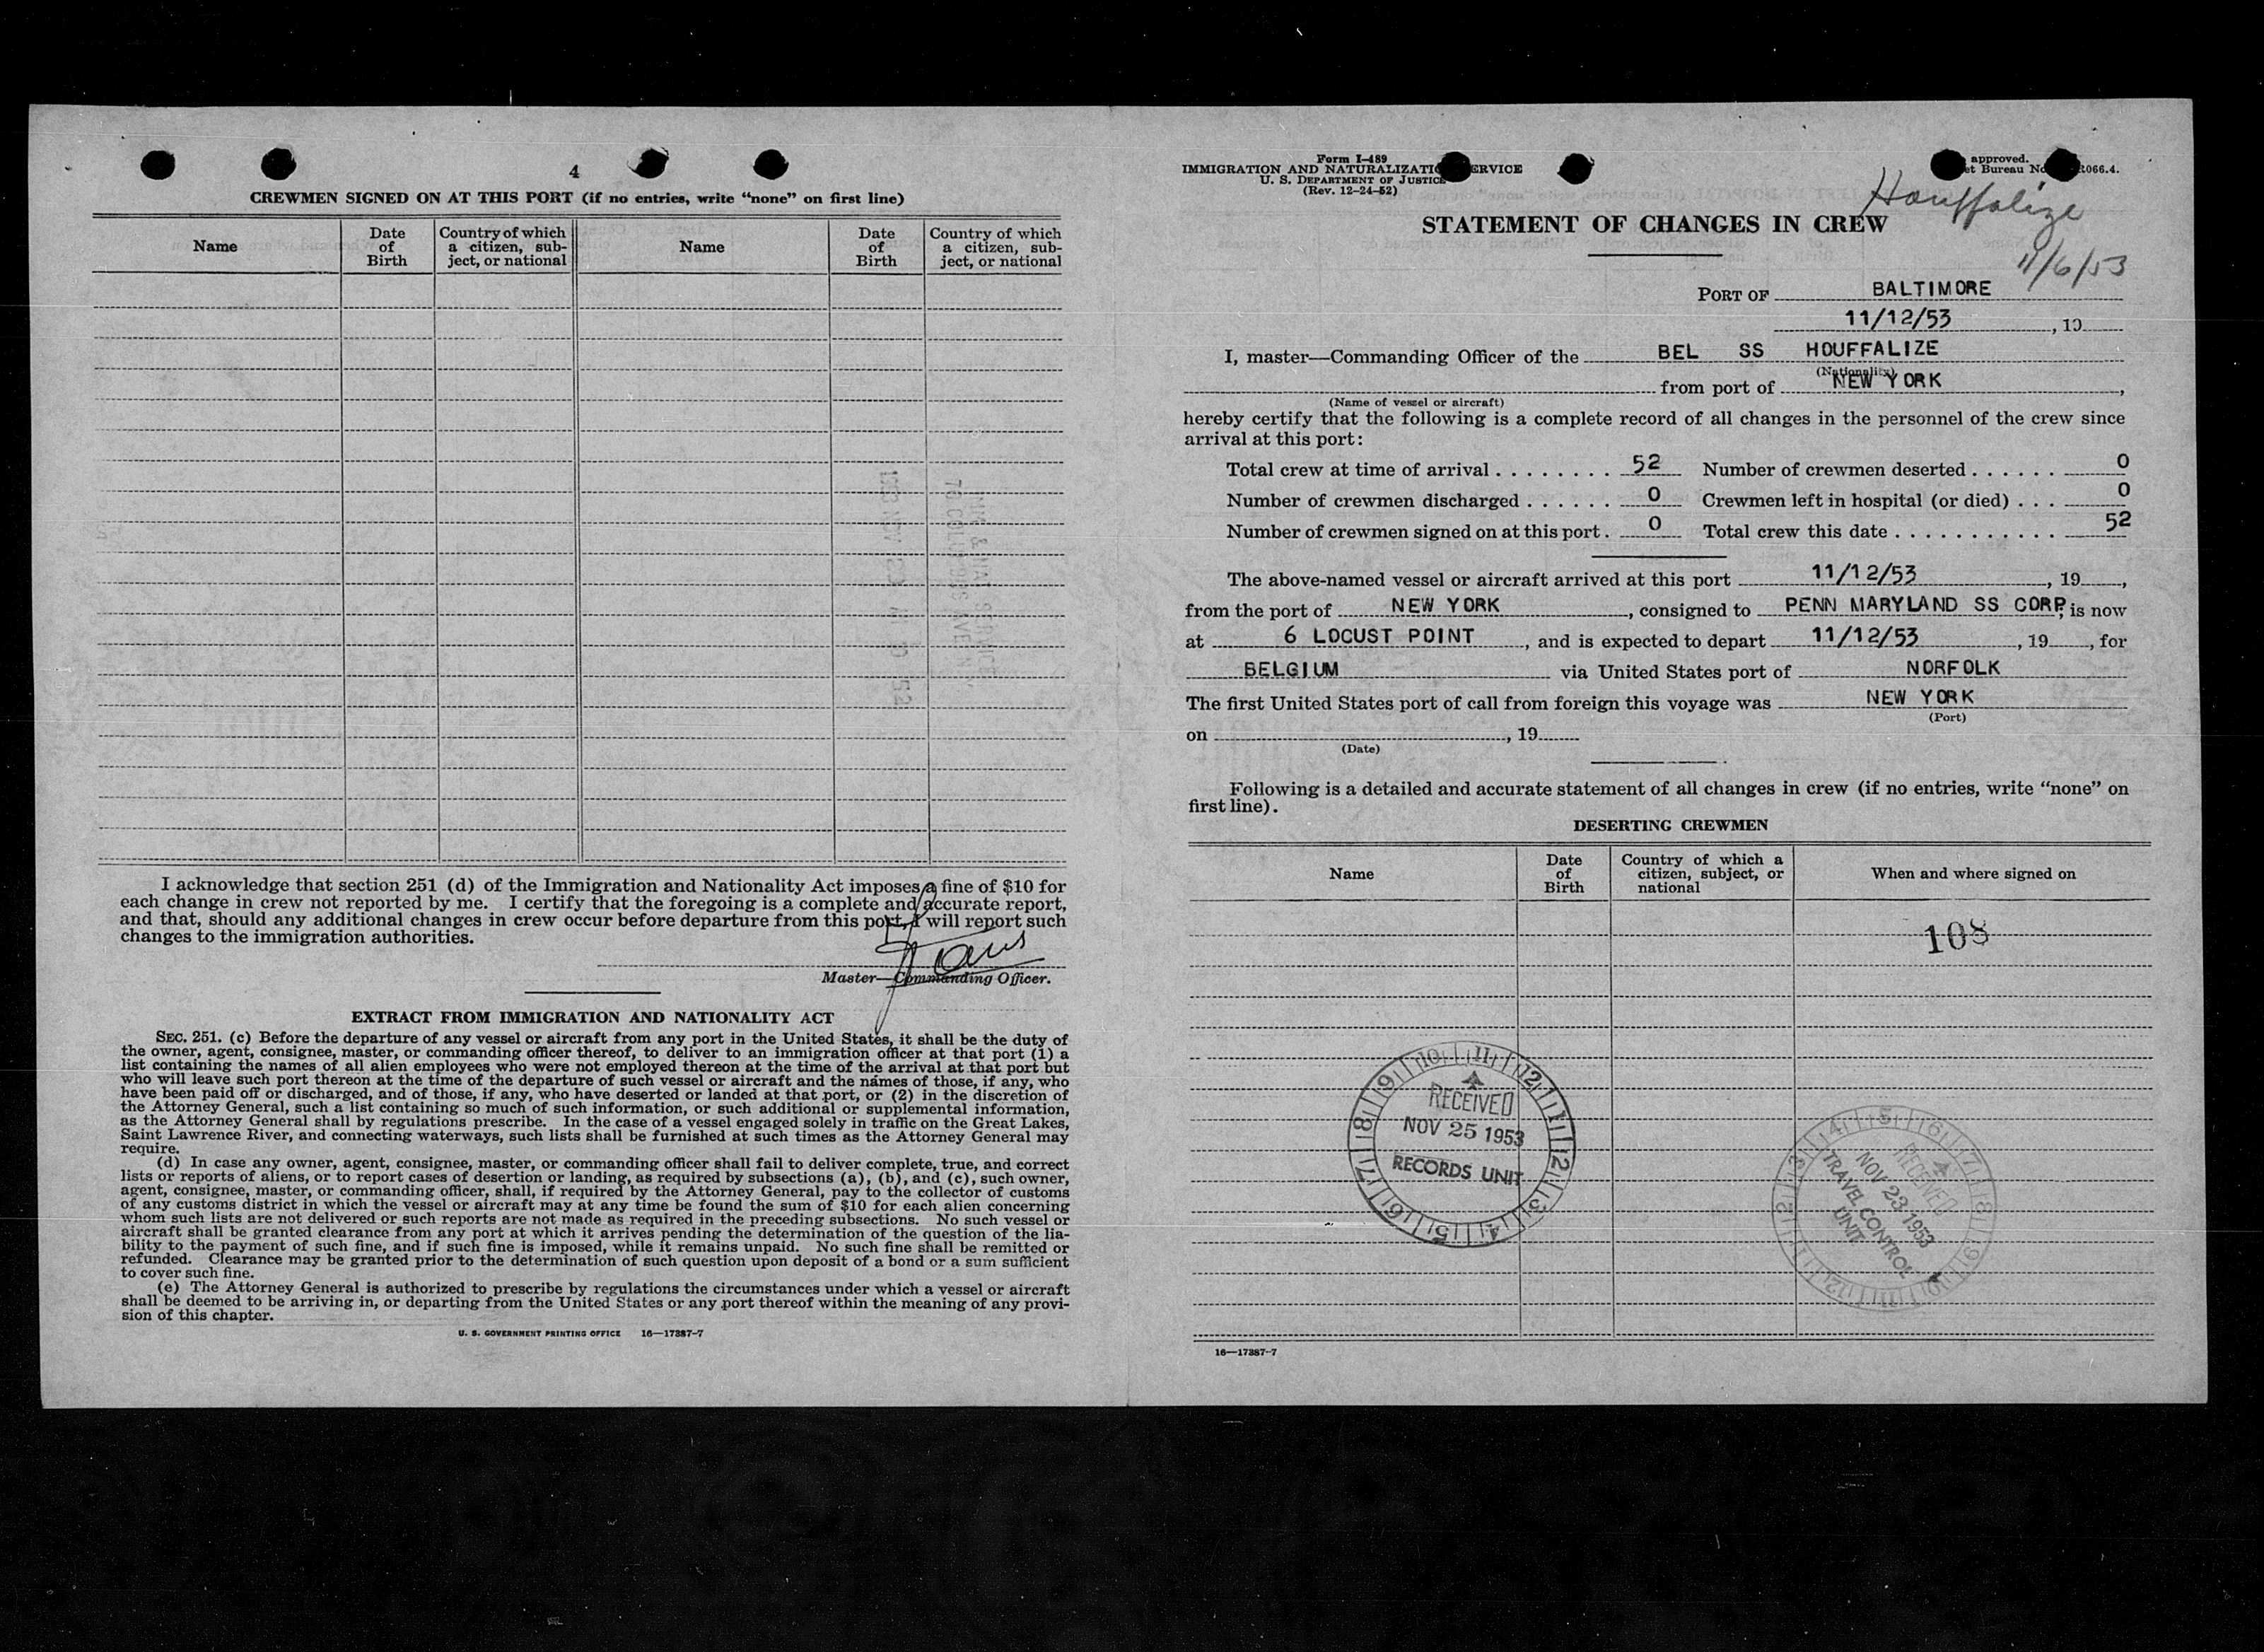 4
CREWMEN SIGNED ON AT THIS PORT (if no entries, write "none" on first line)
Name
Date of Birth
Country of which a citizen, sub-ject, or national
Name
Date of Birth
Country of which a citizen, sub-ject, or national
I acknowledge that section 251 (d) of the Immigration and Nationality Act imposes a fine of $10 for
each change in crew not reported by me. I certify that the foregoing is a complete and accurate report,
and that, should any additional changes in crew occur before departure from this port, I will report such
changes to the immigration authorities.
Master—Commanding Officer.
EXTRACT FROM IMMIGRATION AND NATIONALITY ACT
SEC. 251. (c) Before the departure of any vessel or aircraft from any port in the United States, it shall be the duty of
the owner, agent, consignee, master, or commanding officer thereof, to deliver to an immigration officer at that port (1) a
list containing the names of all alien employees who were not employed thereon at the time of the arrival at that port but
who will leave such port thereon at the time of the departure of such vessel or aircraft and the names of those, if any, who
have been paid off or discharged, and of those, if any, who have deserted or landed at that port, or (2) in the discretion of
the Attorney General, such a list containing so much of such information, or such additional or supplemental information,
as the Attorney General shall by regulations prescribe. In the case of a vessel engaged solely in traffic on the Great Lakes,
Saint Lawrence River, and connecting waterways, such lists shall be furnished at such times as the Attorney General may
require.
(d) In case any owner, agent, consignee, master, or commanding officer shall fail to deliver complete, true, and correct
lists or reports of aliens, or to report cases of desertion or landing, as required by subsections (a), (b), and (c), such owner,
agent, consignee, master, or commanding officer, shall, if required by the Attorney General, pay to the collector of customs
of any customs district in which the vessel or aircraft may at any time be found the sum of $10 for each alien concerning
whom such lists are not delivered or such reports are not made as required in the preceding subsections. No such vessel or
aircraft shall be granted clearance from any port at which it arrives pending the determination of the question of the lia-
bility to the payment of such fine, and if such fine is imposed, while it remains unpaid. No such fine shall be remitted or
refunded. Clearance may be granted prior to the determination of such question upon deposit of a bond or a sum sufficient
to cover such fine.
(e) The Attorney General is authorized to prescribe by regulations the circumstances under which a vessel or aircraft
shall be deemed to be arriving in, or departing from the United States or any port thereof within the meaning of any provi-
sion of this chapter.
U. S. GOVERNMENT PRINTING OFFICE 16—17387-7
Form I-489
IMMIGRATION AND NATURALIZATI ERVICE
U. S. DEPARTMENT OF JUSTICE
(Rev. 12-24-52)
approved.
et Bureau No. R066.4.
Houffalize
STATEMENT OF CHANGES IN CREW
11/6/53
PORT OF BALTIMORE
11/12/53, 19
I, master—Commanding Officer of the BEL SS HOUFFALIZE
(Nationality)
from port of NEW YORK,
(Name of vessel or aircraft)
hereby certify that the following is a complete record of all changes in the personnel of the crew since
arrival at this port:
Total crew at time of arrival . . . . . . . . 52 Number of crewmen deserted . . . . . . 0
Number of crewmen discharged . . . . . . 0 Crewmen left in hospital (or died) . . . 0
Number of crewmen signed on at this port . 0 Total crew this date . . . . . . . . . . . 52
The above-named vessel or aircraft arrived at this port 11/12/53, 19,
from the port of NEW YORK, consigned to PENN MARYLAND SS CORP, is now
at 6 LOCUST POINT, and is expected to depart 11/12/53, 19, for
BELGIUM via United States port of NORFOLK
The first United States port of call from foreign this voyage was NEW YORK
(Port)
on , 19
(Date)
Following is a detailed and accurate statement of all changes in crew (if no entries, write "none" on
first line).
DESERTING CREWMEN
Name
Date of Birth
Country of which a citizen, subject, or national
When and where signed on
108
RECEIVED
NOV 25 1953
RECORDS UNIT
RECEIVED
NOV 23 1953
TRAVEL CONTROL
UNIT
16—17387-7